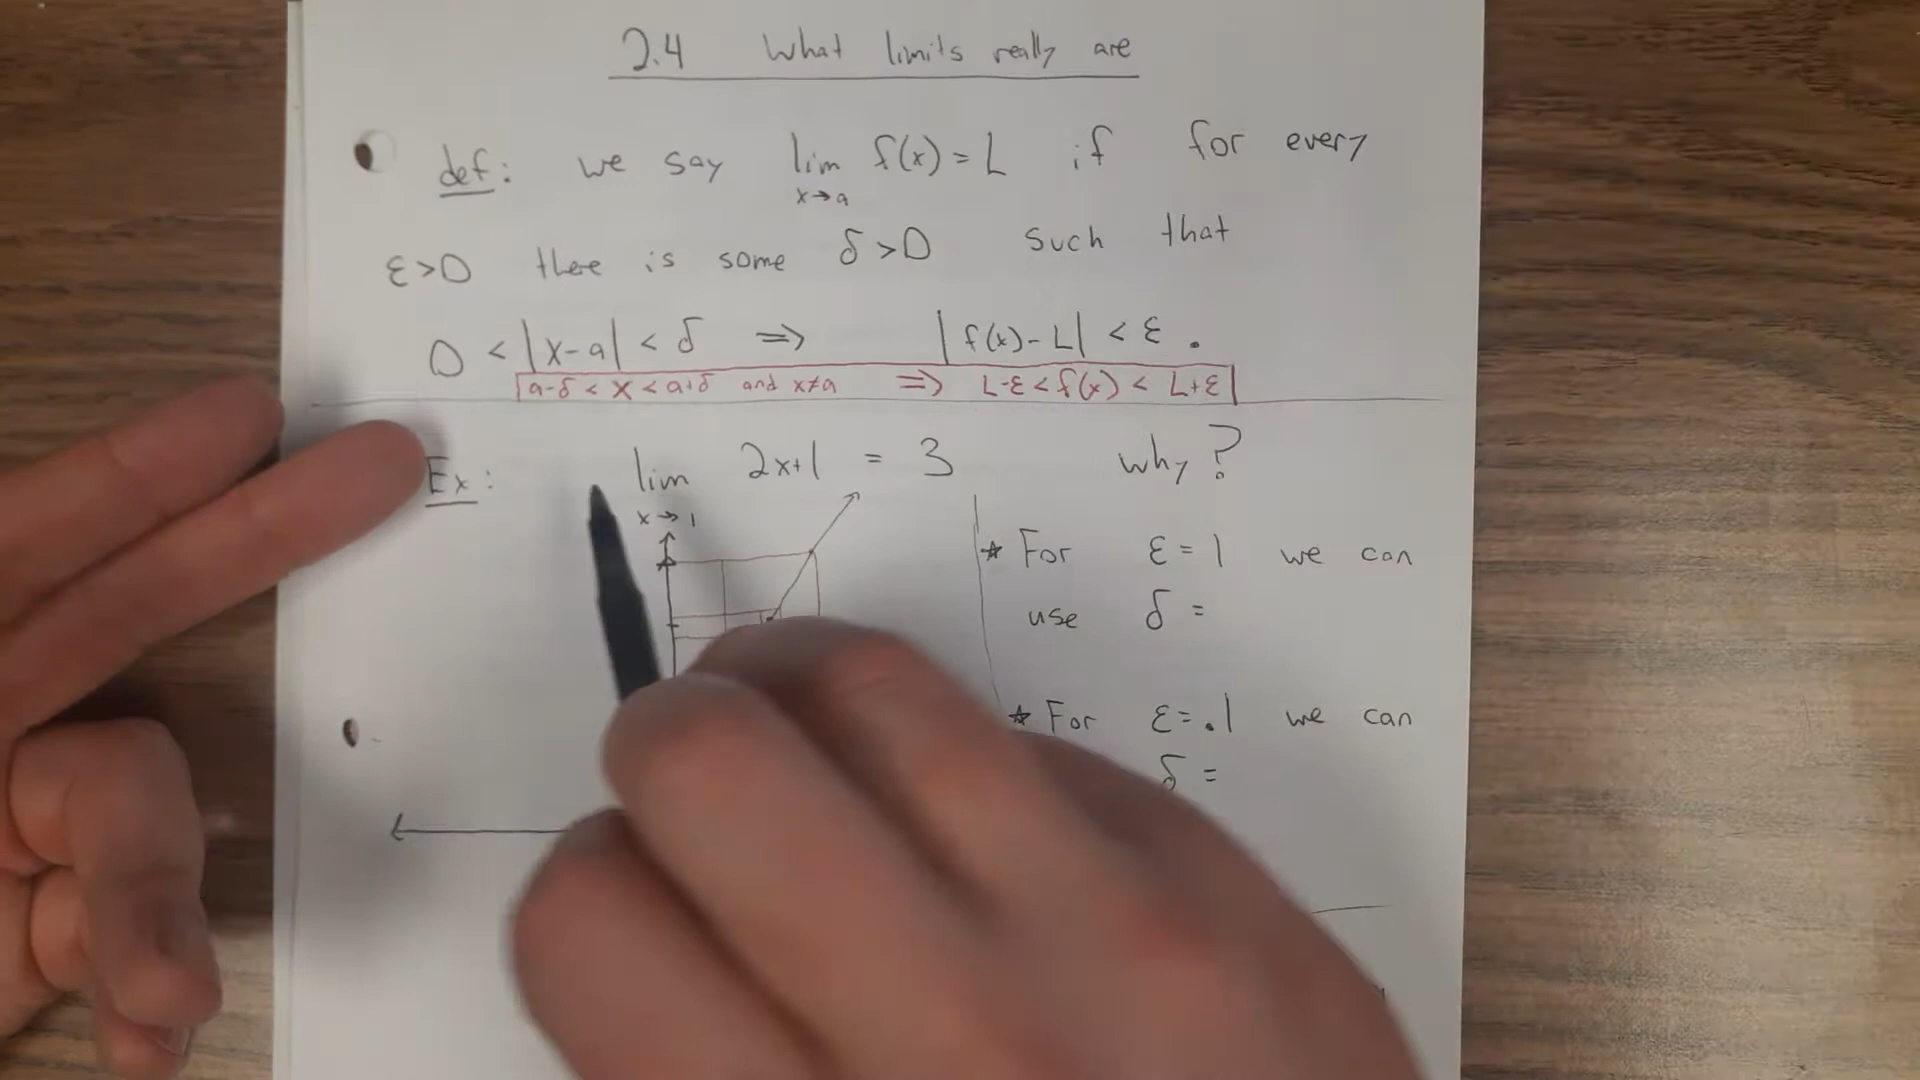 2.4 What limits really are
def: we say lim f(x) = L if for every
x→a
ε>0 there is some δ>0 such that
0 < |x-a| < δ ⇒ |f(x)-L| < ε.
a-δ < x < a+δ and x≠a ⇒ L-ε < f(x) < L+ε
Ex: lim 2x+1 = 3 why?
x→1
* For ε = 1 we can
use δ =
* For ε = .1 we can
δ =